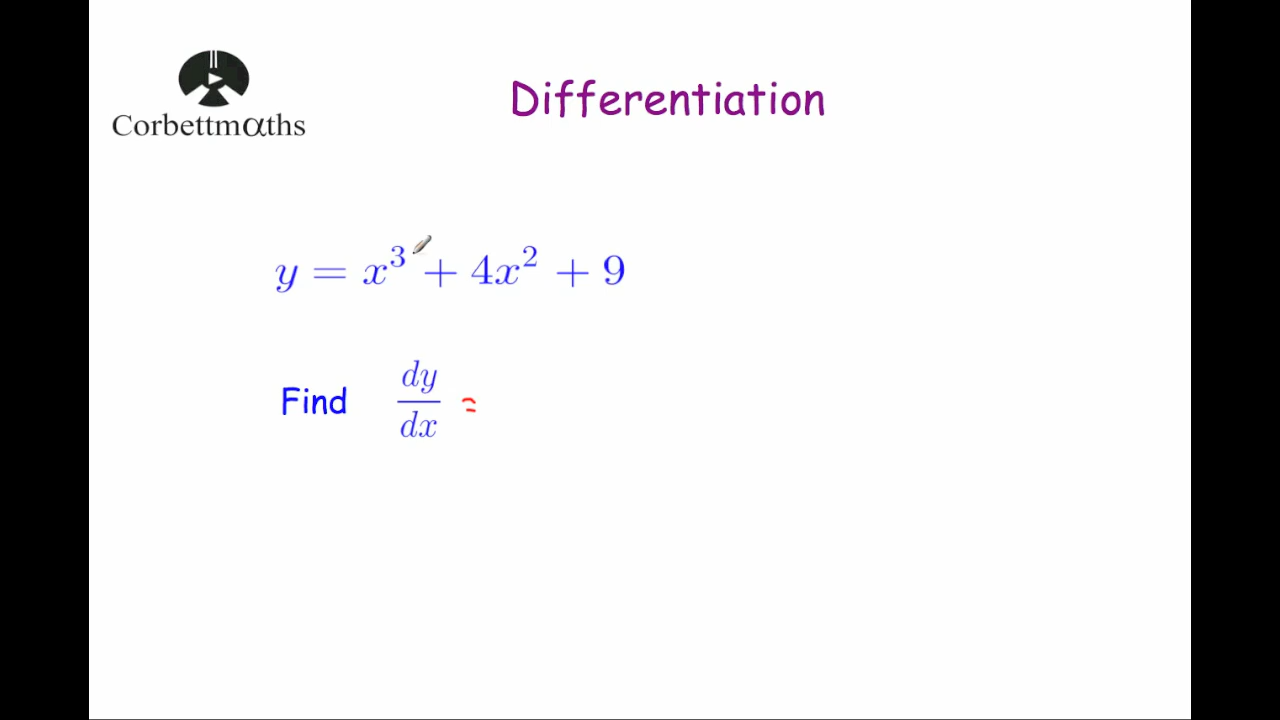 Differentiation
Corbettmαths
y = x³ + 4x² + 9
Find dy/dx =